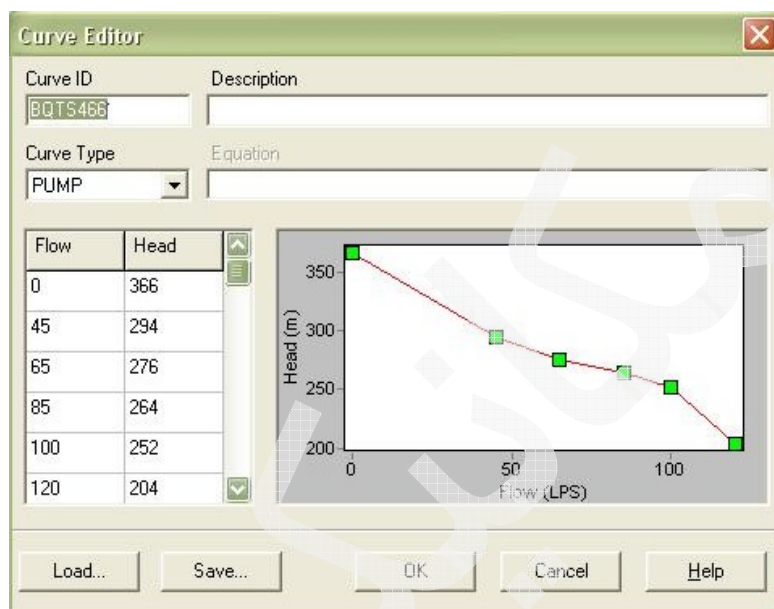 Curve Editor
Curve ID Description
BQTS466
Curve Type Equation
PUMP
Flow Head
0 366
45 294
65 276
85 264
100 252
120 204
350
300
250
200
Head (m)
0 50 100
Flow (LPS)
Load... Save... OK Cancel Help